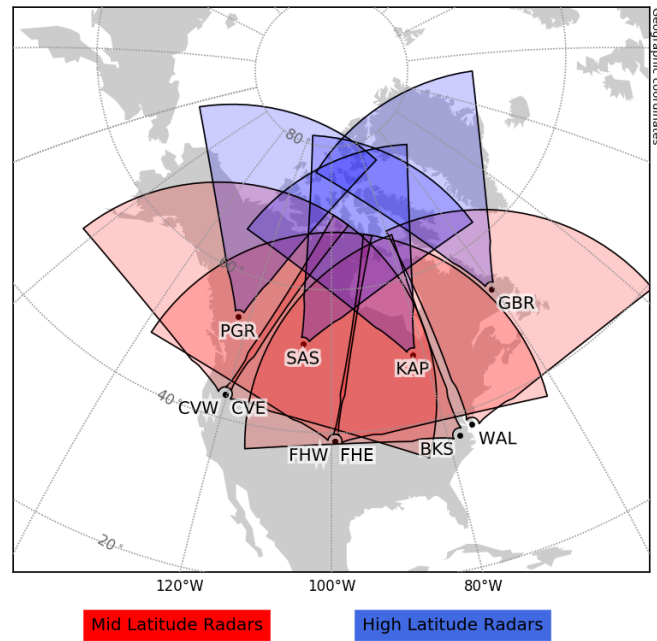 Geographic Coordinates
80°
60°
PGR
GBR
SAS
KAP
40°
CVW CVE
FHW FHE
BKS WAL
20°
120°W 100°W 80°W
Mid Latitude Radars High Latitude Radars